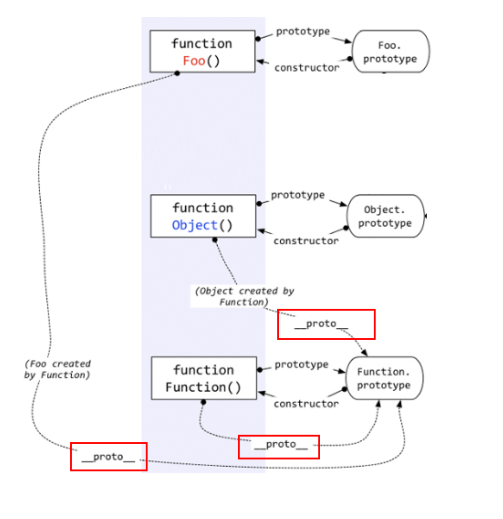 function
Foo()
prototype
constructor
Foo.
prototype
function
Object()
prototype
constructor
Object.
prototype
(Object created by
Function)
__proto__
(Foo created
by Function)
function
Function()
prototype
constructor
Function.
prototype
__proto__
__proto__